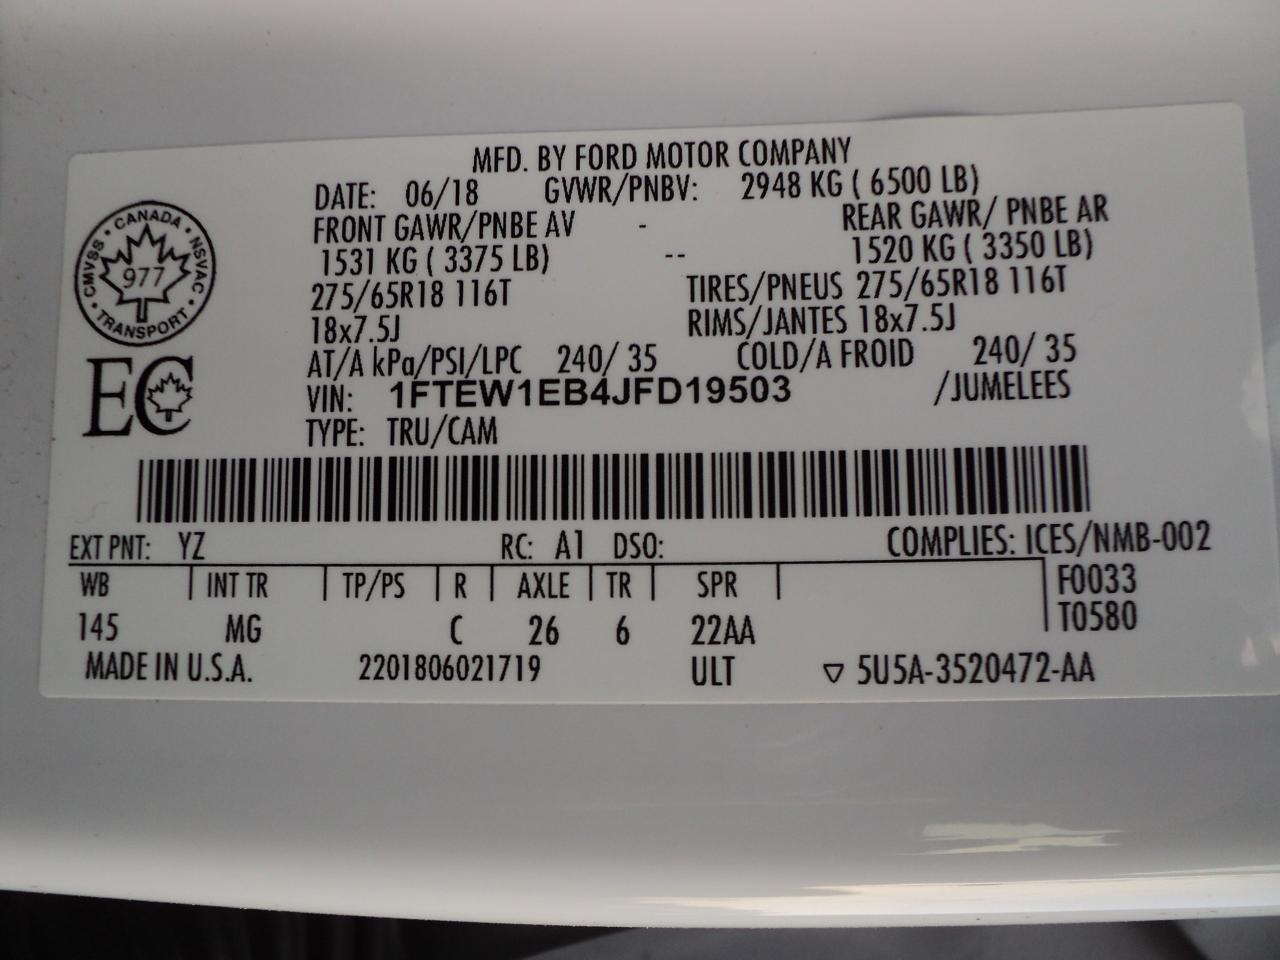 MFD. BY FORD MOTOR COMPANY
DATE: 06/18 GVWR/PNBV: 2948 KG ( 6500 LB)
FRONT GAWR/PNBE AV - REAR GAWR/ PNBE AR
1531 KG ( 3375 LB) -- 1520 KG ( 3350 LB)
275/65R18 116T TIRES/PNEUS 275/65R18 116T
18x7.5J RIMS/JANTES 18x7.5J
AT/A kPa/PSI/LPC 240/ 35 COLD/A FROID 240/ 35
VIN: 1FTEW1EB4JFD19503 /JUMELEES
TYPE: TRU/CAM
CANADA
CMVSS 977 NSVAC
TRANSPORT
EC
EXT PNT: YZ RC: A1 DSO: COMPLIES: ICES/NMB-002
WB INT TR TP/PS R AXLE TR SPR F0033
T0580
145 MG C 26 6 22AA
MADE IN U.S.A. 2201806021719 ULT ▽ 5U5A-3520472-AA